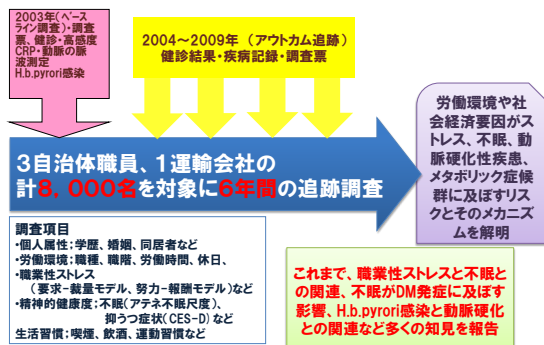 2003年(ベース
ライン調査)・調査
票、健診・高感度
CRP・動脈の脈
波測定
H.b.pyrori感染
2004～2009年（アウトカム追跡）
健診結果・疾病記録・調査票
3自治体職員、1運輸会社の
計8，000名を対象に6年間の追跡調査
労働環境や社
会経済要因がス
トレス、不眠、動
脈硬化性疾患、
メタボリック症候
群に及ぼすリス
クとそのメカニズ
ムを解明
調査項目
・個人属性；学歴、婚姻、同居者など
・労働環境；職種、職階、労働時間、休日、
・職業性ストレス
（要求-裁量モデル、努力-報酬モデル)など
・精神的健康度；不眠(アテネ不眠尺度)、
抑うつ症状(CES-D)など
生活習慣；喫煙、飲酒、運動習慣など
これまで、職業性ストレスと不眠と
の関連、不眠がDM発症に及ぼす
影響、H.b.pyrori感染と動脈硬化
との関連など多くの知見を報告